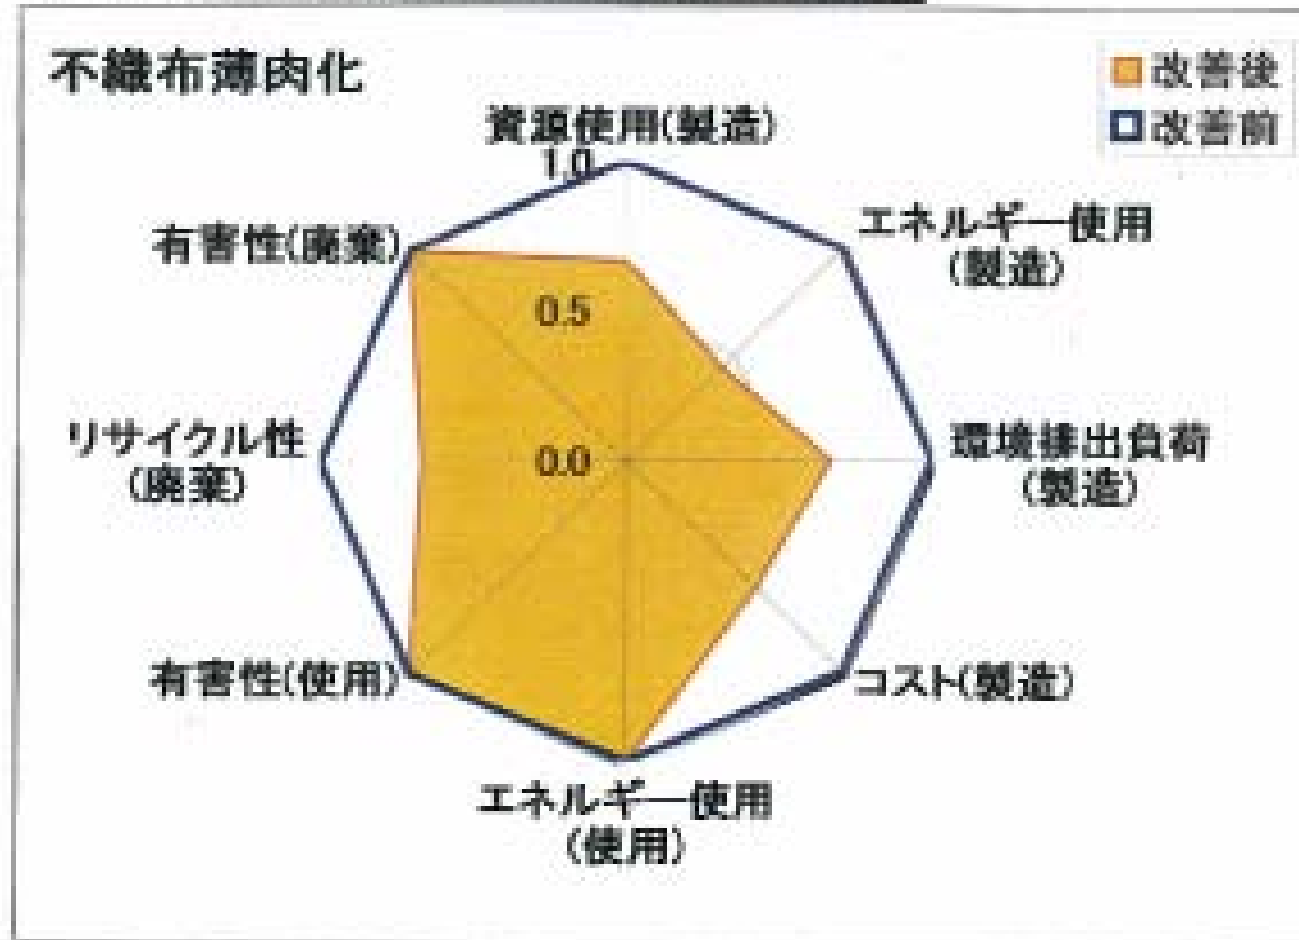 不織布薄肉化
改善後
改善前
資源使用(製造)
1.0
エネルギー使用
(製造)
有害性(廃棄)
0.5
リサイクル性
(廃棄)
0.0
環境排出負荷
(製造)
有害性(使用)
コスト(製造)
エネルギー使用
(使用)